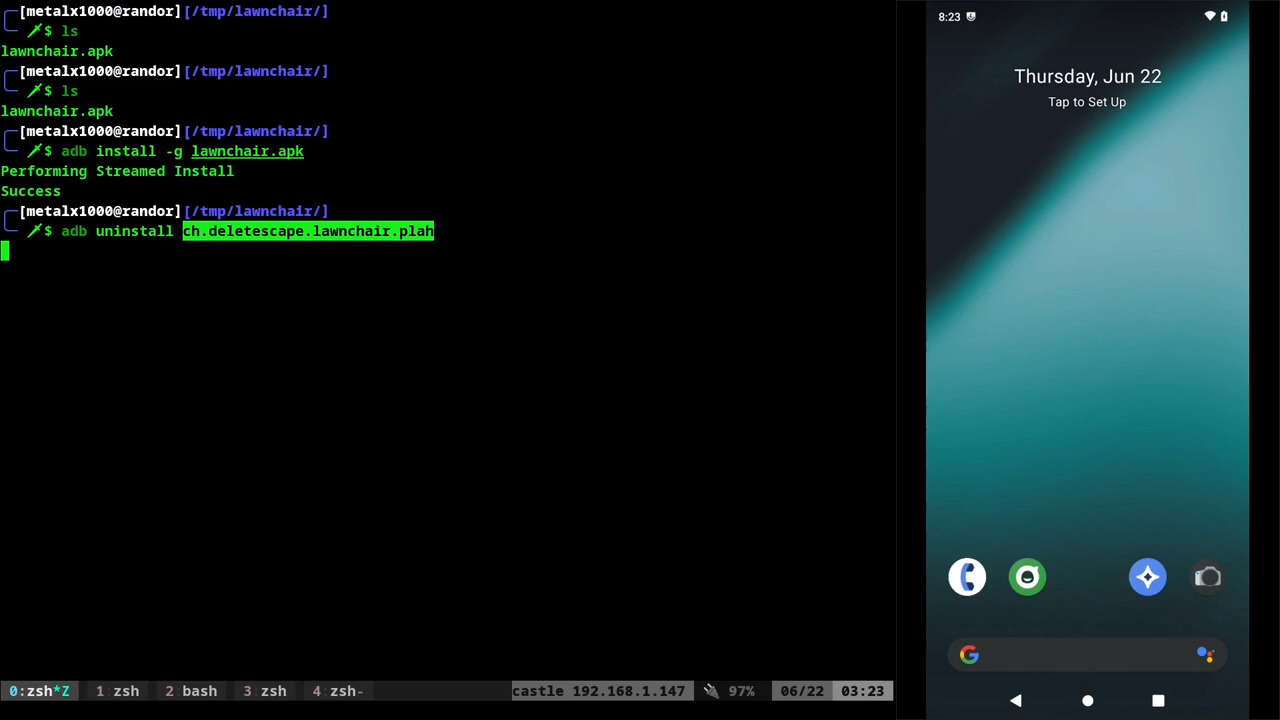 [metalx1000@randor][/tmp/lawnchair/]
$ ls
lawnchair.apk
[metalx1000@randor][/tmp/lawnchair/]
$ ls
lawnchair.apk
[metalx1000@randor][/tmp/lawnchair/]
$ adb install -g lawnchair.apk
Performing Streamed Install
Success
[metalx1000@randor][/tmp/lawnchair/]
$ adb uninstall ch.deletescape.lawnchair.plah
0:zsh*Z 1:zsh 2:bash 3:zsh 4:zsh- castle 192.168.1.147 97% 06/22 03:23
8:23
Thursday, Jun 22
Tap to Set Up